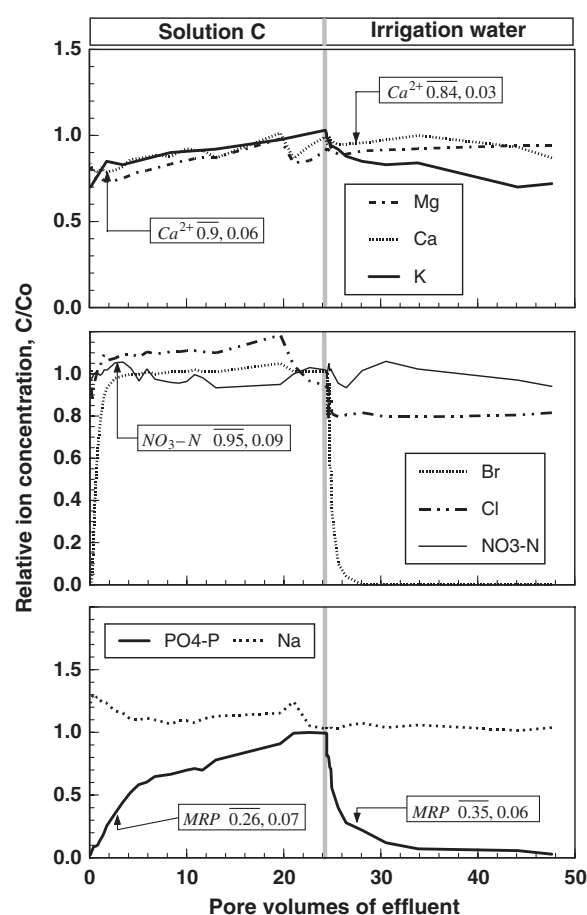 Solution C
Irrigation water
Relative ion concentration, C/Co
1.5
1.0
0.5
0.0
Ca2+ 0.84, 0.03
Ca2+ 0.9, 0.06
Mg
Ca
K
1.0
0.8
0.6
0.4
0.2
0.0
NO3–N 0.95, 0.09
Br
Cl
NO3-N
PO4-P
Na
1.5
1.0
0.5
0.0
MRP 0.26, 0.07
MRP 0.35, 0.06
0
10
20
30
40
50
Pore volumes of effluent